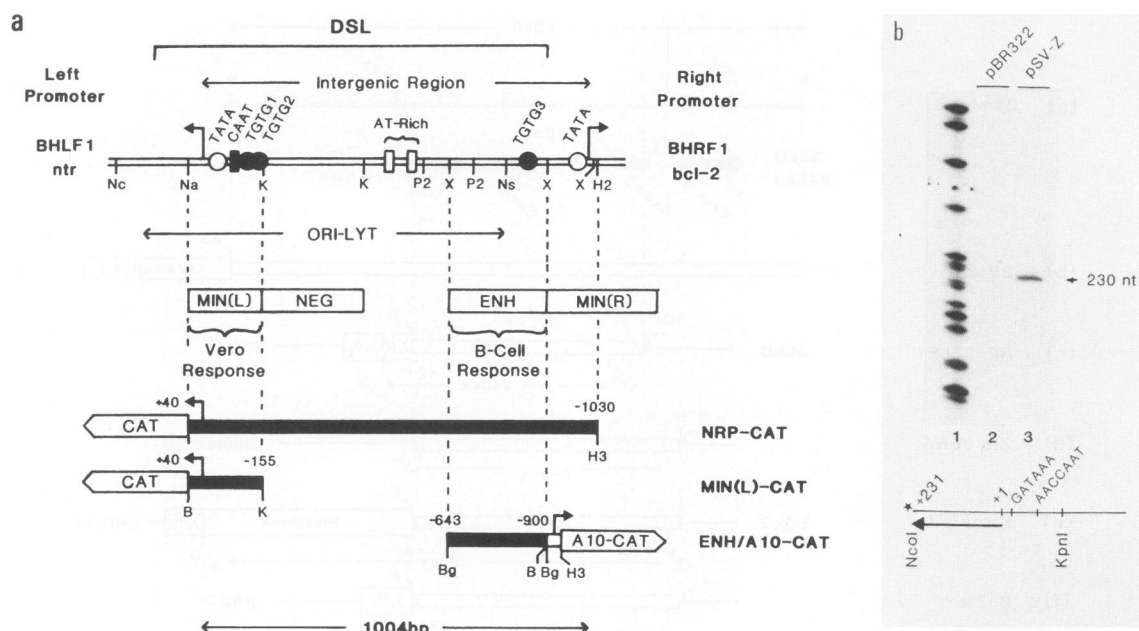 a
DSL
Left
Promoter
Intergenic Region
Right
Promoter
TATA
CAAT
TGTG1
TGTG2
AT-Rich
TGTG3
TATA
BHLF1
ntr
BHRF1
bcl-2
Nc Na K K P2 X P2 Ns X X H2
ORI-LYT
MIN(L) NEG ENH MIN(R)
Vero
Response
B-Cell
Response
+40 -1030
CAT
NRP-CAT
H3
+40 -155
CAT
MIN(L)-CAT
B K
-643 -900
A10-CAT
ENH/A10-CAT
Bg B Bg H3
1004bp
b
pBR322
pSV-Z
230 nt
1 2 3
* +231
+1
GATAAA
AACCAAT
NcoI
KpnI